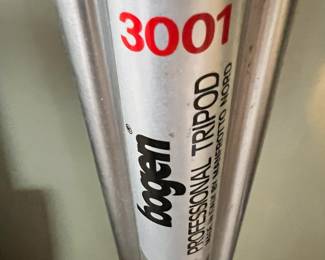 3001
bogen®
PROFESSIONAL TRIPOD
MADE IN ITALY BY MANFROTTO NORD